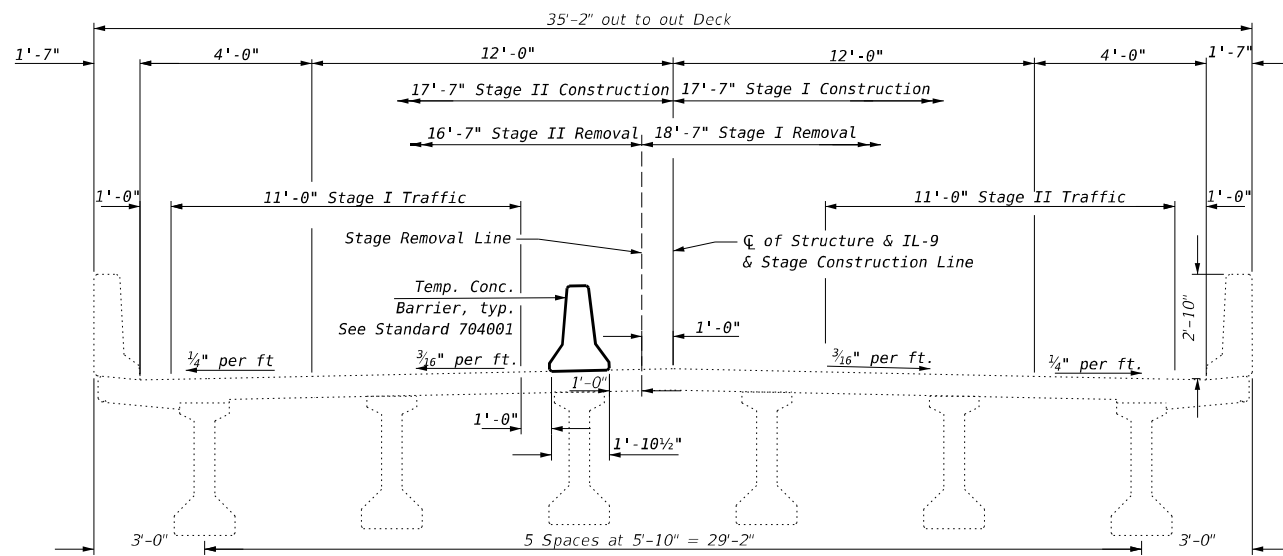 35'-2" out to out Deck
1'-7" 4'-0" 12'-0" 12'-0" 4'-0" 1'-7"
17'-7" Stage II Construction 17'-7" Stage I Construction
16'-7" Stage II Removal 18'-7" Stage I Removal
1'-0" 11'-0" Stage I Traffic 11'-0" Stage II Traffic 1'-0"
Stage Removal Line
℄ of Structure & IL-9
& Stage Construction Line
Temp. Conc.
Barrier, typ.
See Standard 704001
2'-10"
1'-0"
¼" per ft 3/16" per ft. 3/16" per ft. ¼" per ft.
1'-0"
1'-0"
1'-10½"
3'-0" 5 Spaces at 5'-10" = 29'-2" 3'-0"